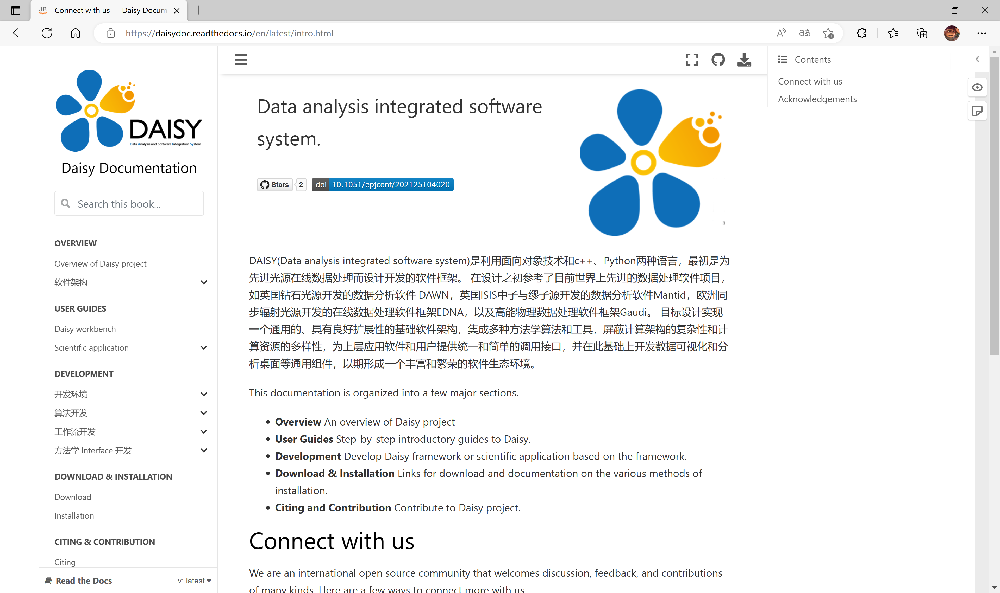 JB
Connect with us — Daisy Docum
https://daisydoc.readthedocs.io/en/latest/intro.html
DAISY
Data Analysis and Software Integration System
Daisy Documentation
Search this book...
OVERVIEW
Overview of Daisy project
软件架构
USER GUIDES
Daisy workbench
Scientific application
DEVELOPMENT
开发环境
算法开发
工作流开发
方法学 Interface 开发
DOWNLOAD & INSTALLATION
Download
Installation
CITING & CONTRIBUTION
Citing
Read the Docs
v: latest
Data analysis integrated software
system.
Stars 2 doi 10.1051/epjconf/202125104020
DAISY(Data analysis integrated software system)是利用面向对象技术和c++、Python两种语言，最初是为
先进光源在线数据处理而设计开发的软件框架。 在设计之初参考了目前世界上先进的数据处理软件项目，
如英国钻石光源开发的数据分析软件 DAWN，英国ISIS中子与缪子源开发的数据分析软件Mantid，欧洲同
步辐射光源开发的在线数据处理软件框架EDNA，以及高能物理数据处理软件框架Gaudi。 目标设计实现
一个通用的、具有良好扩展性的基础软件架构，集成多种方法学算法和工具，屏蔽计算架构的复杂性和计
算资源的多样性，为上层应用软件和用户提供统一和简单的调用接口，并在此基础上开发数据可视化和分
析桌面等通用组件，以期形成一个丰富和繁荣的软件生态环境。
This documentation is organized into a few major sections.
• Overview An overview of Daisy project
• User Guides Step-by-step introductory guides to Daisy.
• Development Develop Daisy framework or scientific application based on the framework.
• Download & Installation Links for download and documentation on the various methods of
installation.
• Citing and Contribution Contribute to Daisy project.
Connect with us
We are an international open source community that welcomes discussion, feedback, and contributions
of many kinds. Here are a few ways to connect more with us.
Contents
Connect with us
Acknowledgements